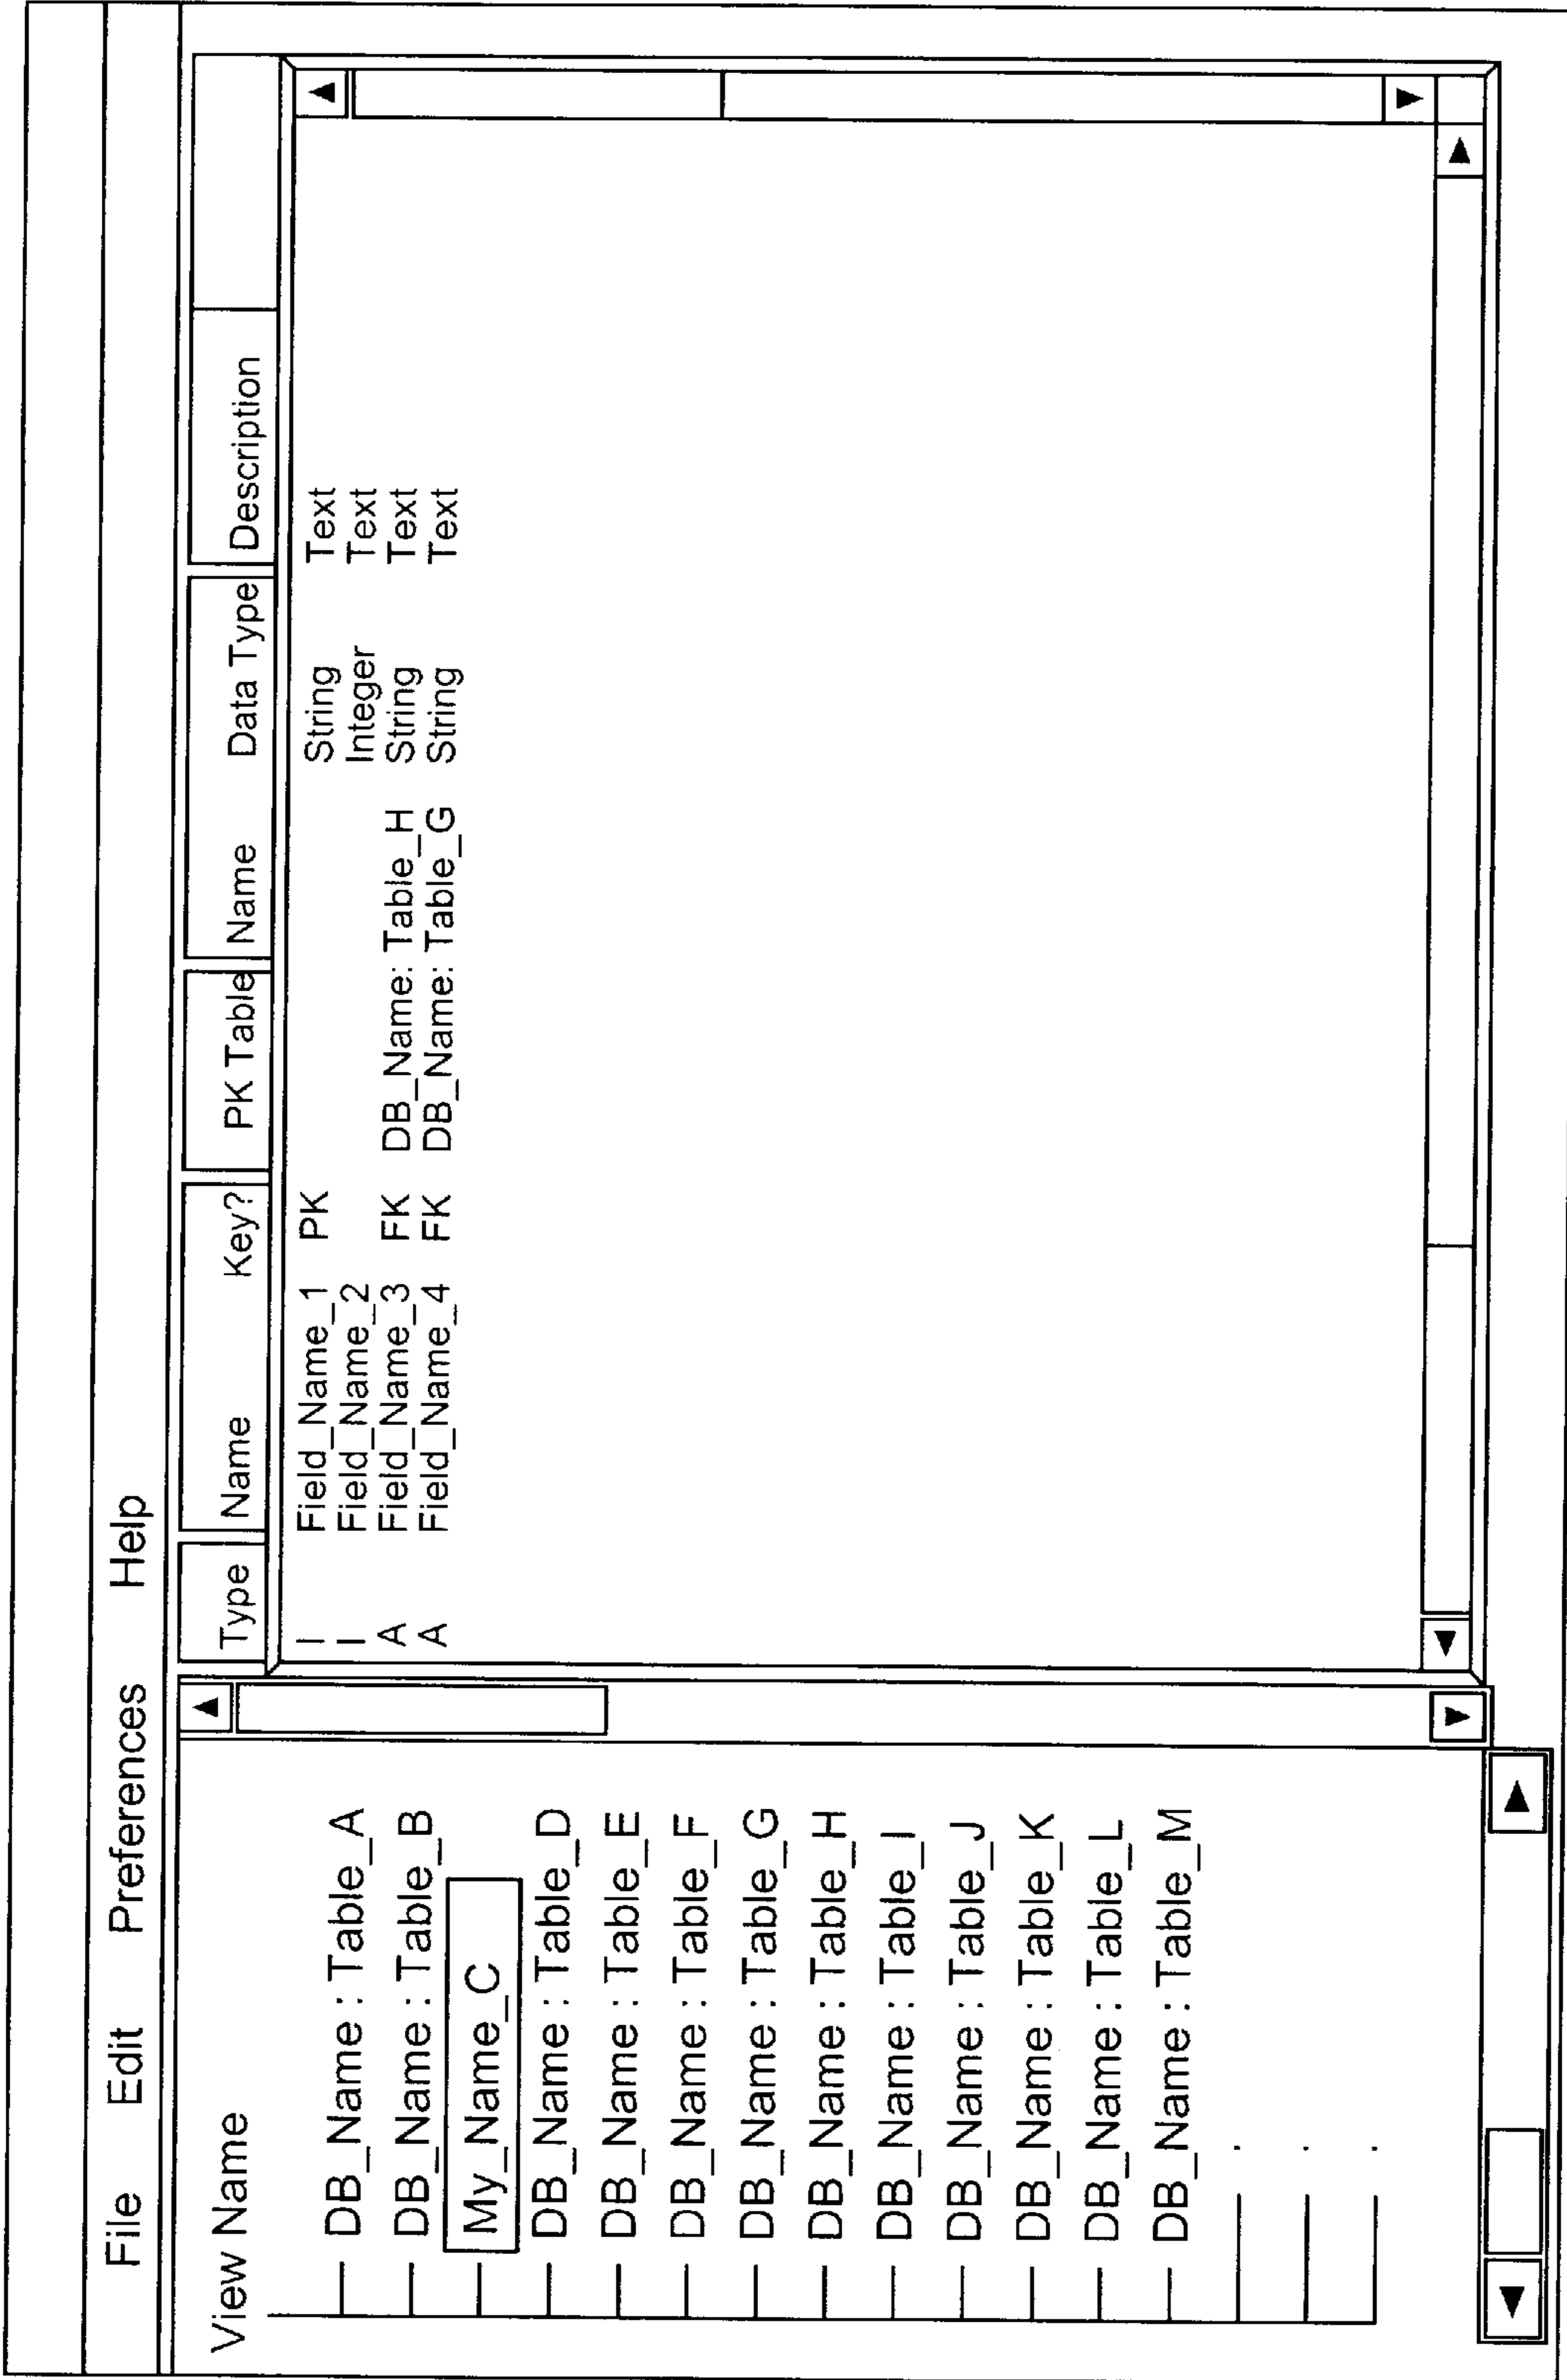 File Edit Preferences Help
View Name
DB_Name : Table_A
DB_Name : Table_B
My_Name_C
DB_Name : Table_D
DB_Name : Table_E
DB_Name : Table_F
DB_Name : Table_G
DB_Name : Table_H
DB_Name : Table_I
DB_Name : Table_J
DB_Name : Table_K
DB_Name : Table_L
DB_Name : Table_M
Type Name Key? PK Table Name Data Type Description
I Field_Name_1 PK String Text
I Field_Name_2 Integer Text
A Field_Name_3 FK DB_Name: Table_H String Text
A Field_Name_4 FK DB_Name: Table_G String Text